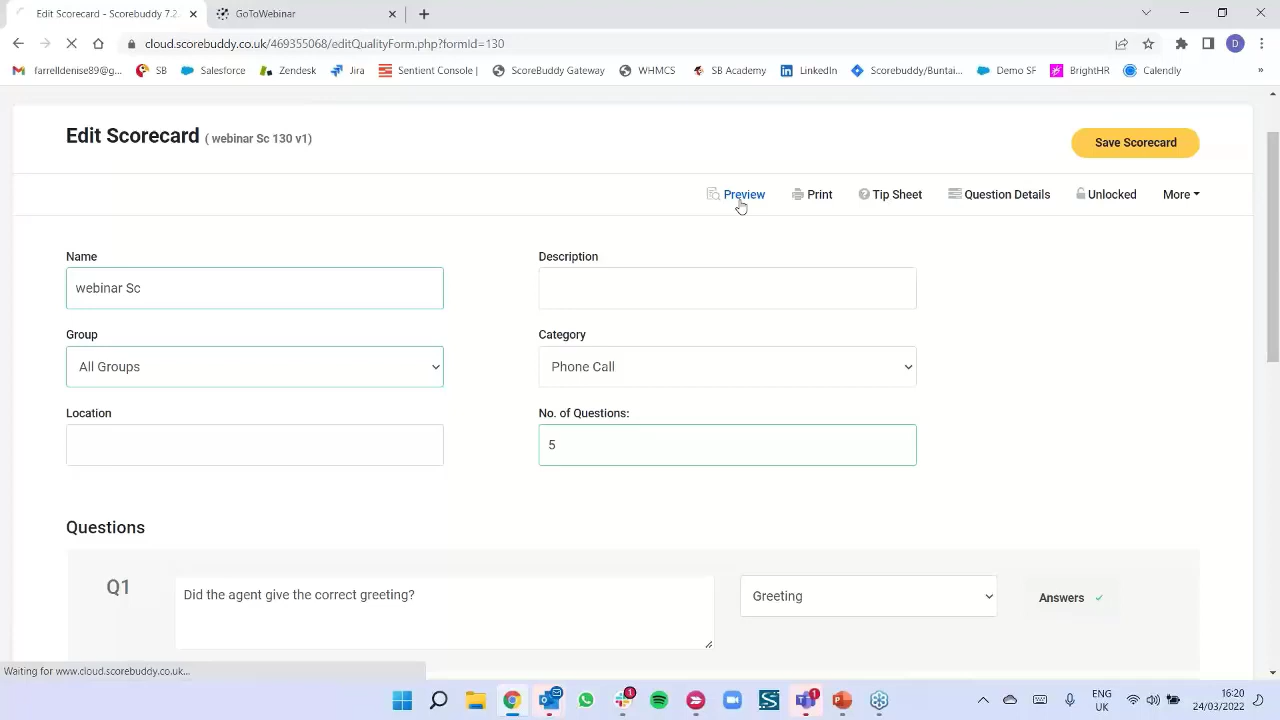 Edit Scorecard - Scorebuddy 7.2
GoToWebinar
cloud.scorebuddy.co.uk/469355068/editQualityForm.php?formId=130
D
farrelldenise89@g...
SB
Salesforce
Zendesk
Jira
Sentient Console |
ScoreBuddy Gateway
WHMCS
SB Academy
LinkedIn
Scorebuddy/Buntai...
Demo SF
BrightHR
Calendly
»
Edit Scorecard ( webinar Sc 130 v1)
Save Scorecard
Preview
Print
Tip Sheet
Question Details
Unlocked
More
Name
Description
webinar Sc
Group
Category
All Groups
Phone Call
Location
No. of Questions:
5
Questions
Q1
Did the agent give the correct greeting?
Greeting
Answers
Waiting for www.cloud.scorebuddy.co.uk...
1
1
ENG
UK
16:20
24/03/2022